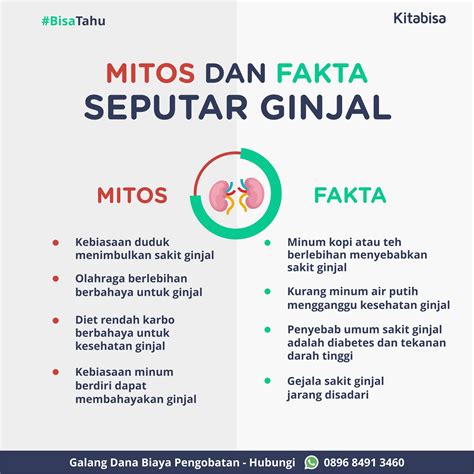 #BisaTahu
Kitabisa
MITOS DAN FAKTA
SEPUTAR GINJAL
MITOS
Kebiasaan duduk
menimbulkan sakit ginjal
Olahraga berlebihan
berbahaya untuk ginjal
Diet rendah karbo
berbahaya untuk
kesehatan ginjal
Kebiasaan minum
berdiri dapat
membahayakan ginjal
FAKTA
Minum kopi atau teh
berlebihan menyebabkan
sakit ginjal
Kurang minum air putih
mengganggu kesehatan ginjal
Penyebab umum sakit ginjal
adalah diabetes dan tekanan
darah tinggi
Gejala sakit ginjal
jarang disadari
Galang Dana Biaya Pengobatan - Hubungi 0896 8491 3460